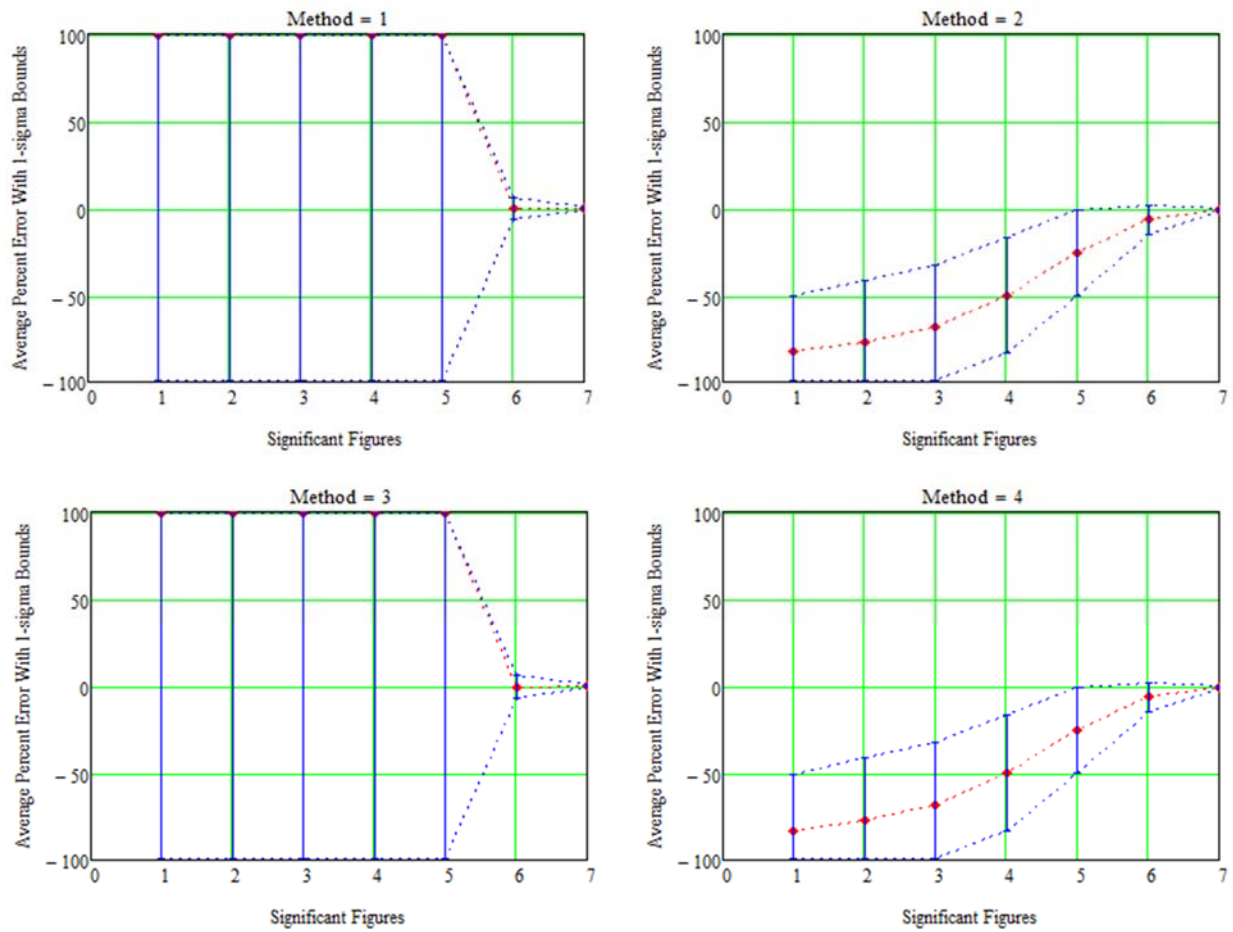 Method = 1
Average Percent Error With 1-sigma Bounds
100
50
0
− 50
− 100
0 1 2 3 4 5 6 7
Significant Figures
Method = 2
Average Percent Error With 1-sigma Bounds
100
50
0
− 50
− 100
0 1 2 3 4 5 6 7
Significant Figures
Method = 3
Average Percent Error With 1-sigma Bounds
100
50
0
− 50
− 100
0 1 2 3 4 5 6 7
Significant Figures
Method = 4
Average Percent Error With 1-sigma Bounds
100
50
0
− 50
− 100
0 1 2 3 4 5 6 7
Significant Figures